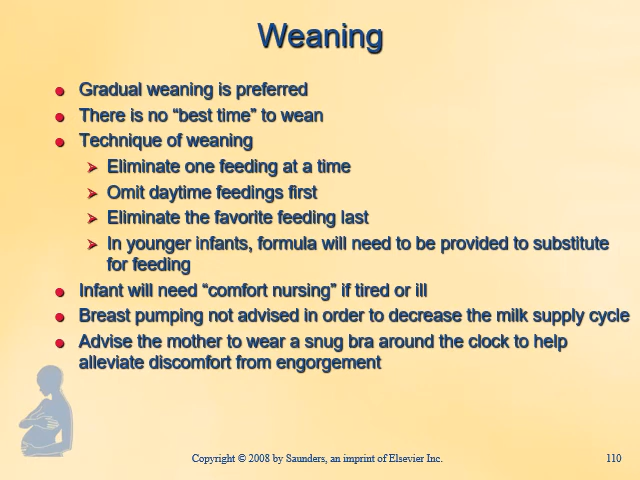 Weaning
Gradual weaning is preferred
There is no “best time” to wean
Technique of weaning
Eliminate one feeding at a time
Omit daytime feedings first
Eliminate the favorite feeding last
In younger infants, formula will need to be provided to substitute
for feeding
Infant will need “comfort nursing” if tired or ill
Breast pumping not advised in order to decrease the milk supply cycle
Advise the mother to wear a snug bra around the clock to help
alleviate discomfort from engorgement
Copyright © 2008 by Saunders, an imprint of Elsevier Inc.
110